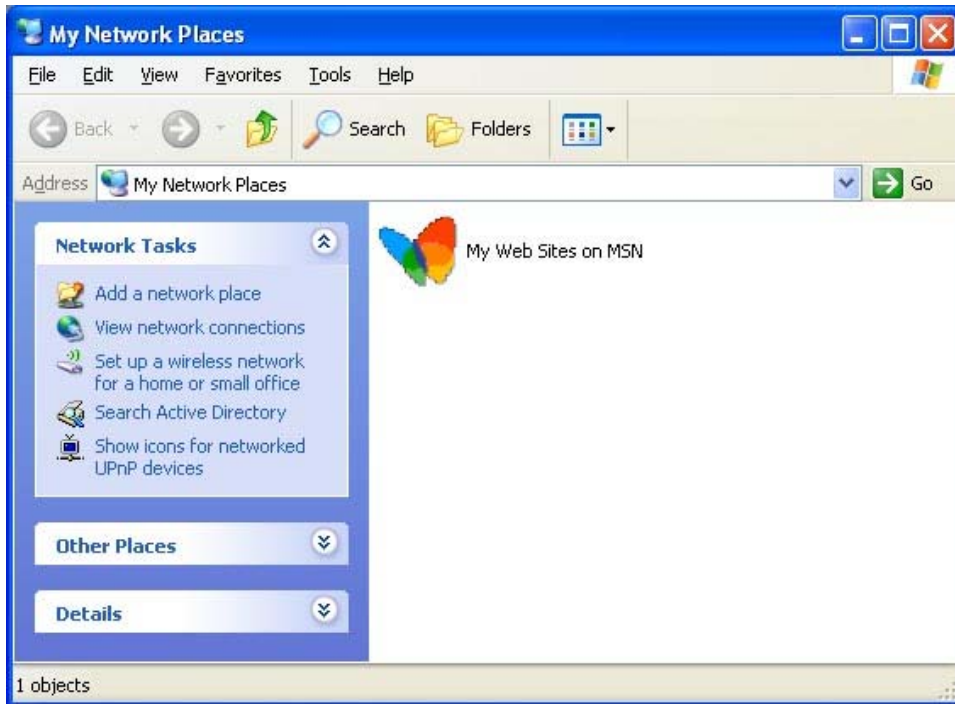 My Network Places
File Edit View Favorites Tools Help
Back Search Folders
Address My Network Places Go
Network Tasks
Add a network place
View network connections
Set up a wireless network
for a home or small office
Search Active Directory
Show icons for networked
UPnP devices
Other Places
Details
My Web Sites on MSN
1 objects